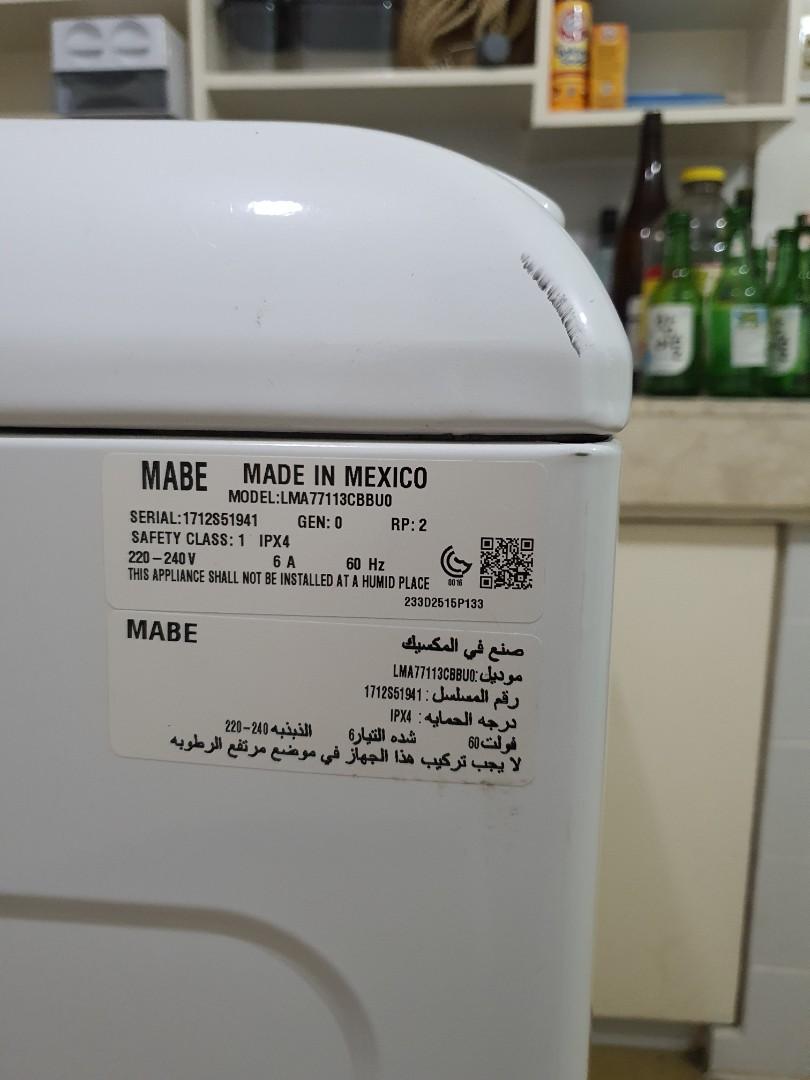 MABE MADE IN MEXICO
MODEL:LMA77113CBBU0
SERIAL:1712S51941 GEN: 0 RP: 2
SAFETY CLASS: 1 IPX4
220-240V 6 A 60 Hz
THIS APPLIANCE SHALL NOT BE INSTALLED AT A HUMID PLACE
0016
233D2515P133
MABE
صنع في المكسيك
موديل:LMA77113CBBU0
رقم المسلسل : 1712S51941
درجه الحمايه : IPX4
فولت60 شده التيار6 الذبذبه 240-220
لا يجب تركيب هذا الجهاز في موضع مرتفع الرطوبه